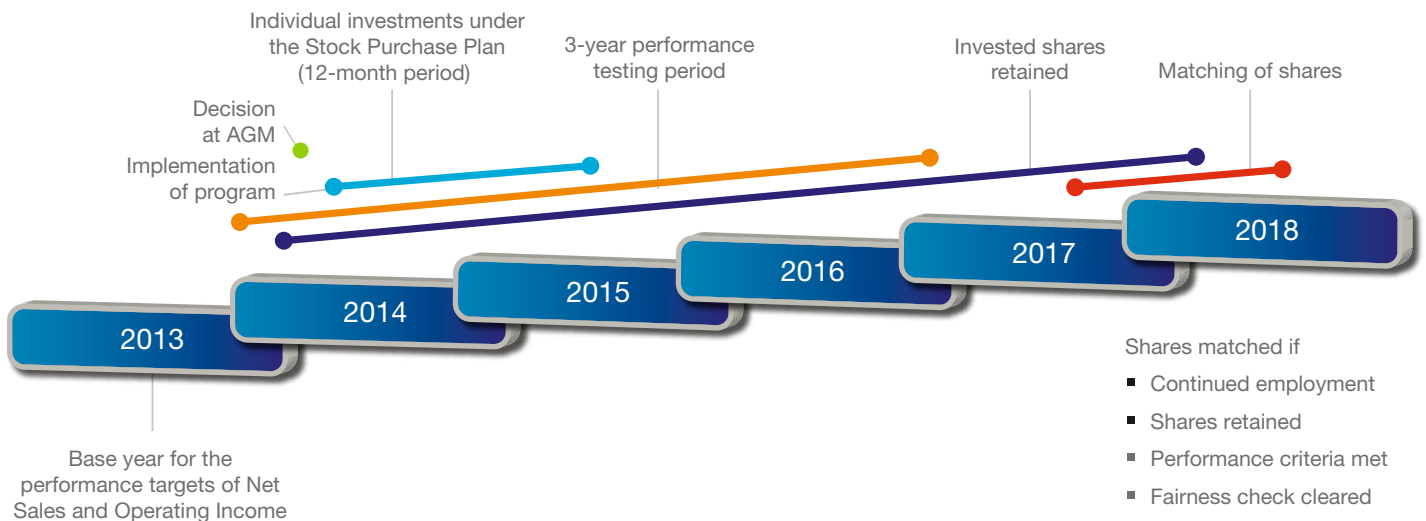 Individual investments under
the Stock Purchase Plan
(12-month period)
3-year performance
testing period
Invested shares
retained
Matching of shares
Decision
at AGM
Implementation
of program
2013
2014
2015
2016
2017
2018
Base year for the
performance targets of Net
Sales and Operating Income
Shares matched if
▪ Continued employment
▪ Shares retained
▪ Performance criteria met
▪ Fairness check cleared